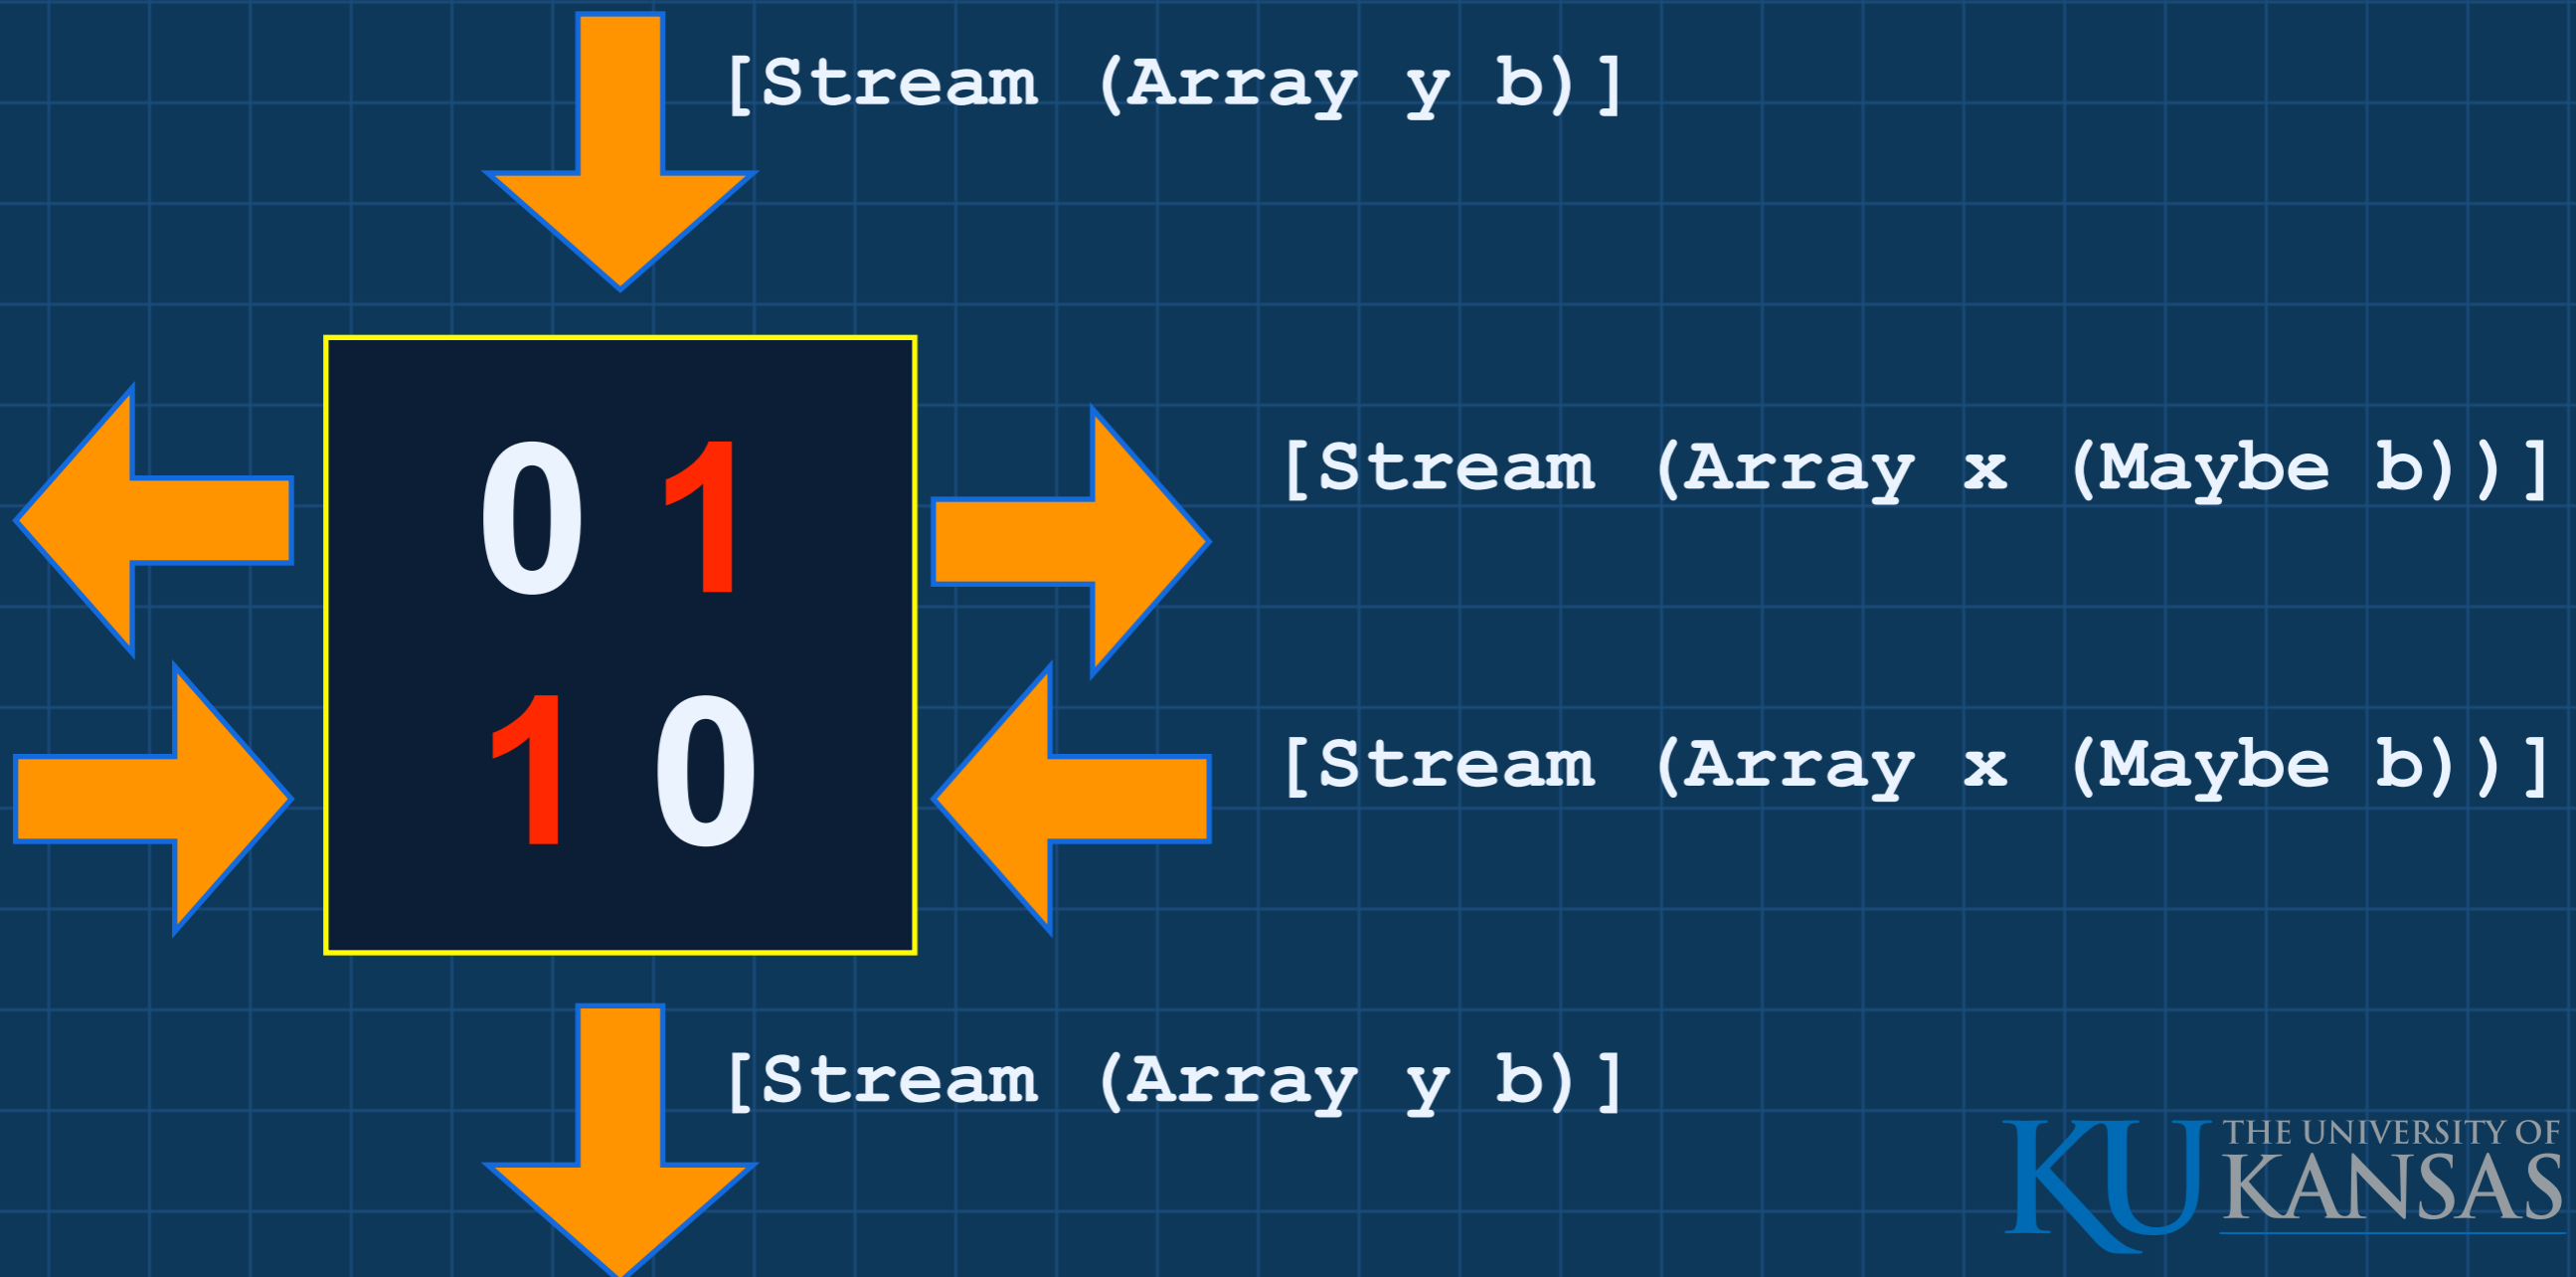 [Stream (Array y b)]
0 1
[Stream (Array x (Maybe b))]
1 0
[Stream (Array x (Maybe b))]
[Stream (Array y b)]
KU THE UNIVERSITY OF
KANSAS